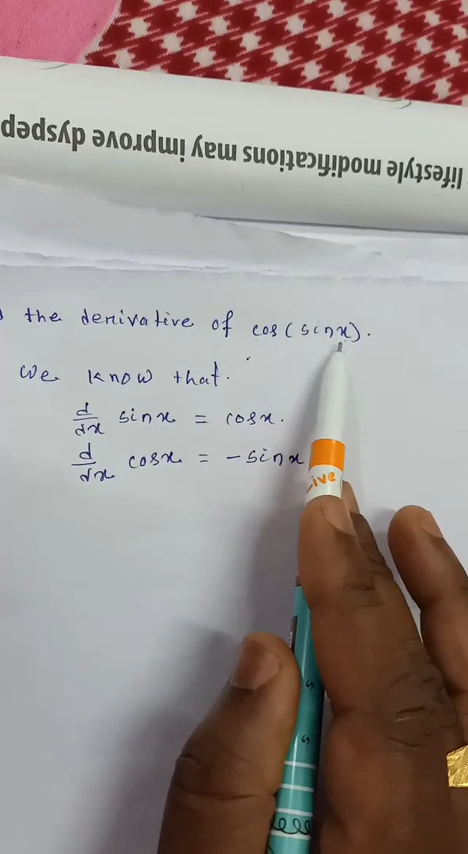 lifestyle modifications may improve dyspep
the derivative of cos(sinx).
we know that.
d/dx sinx = cosx.
d/dx cosx = -sinx